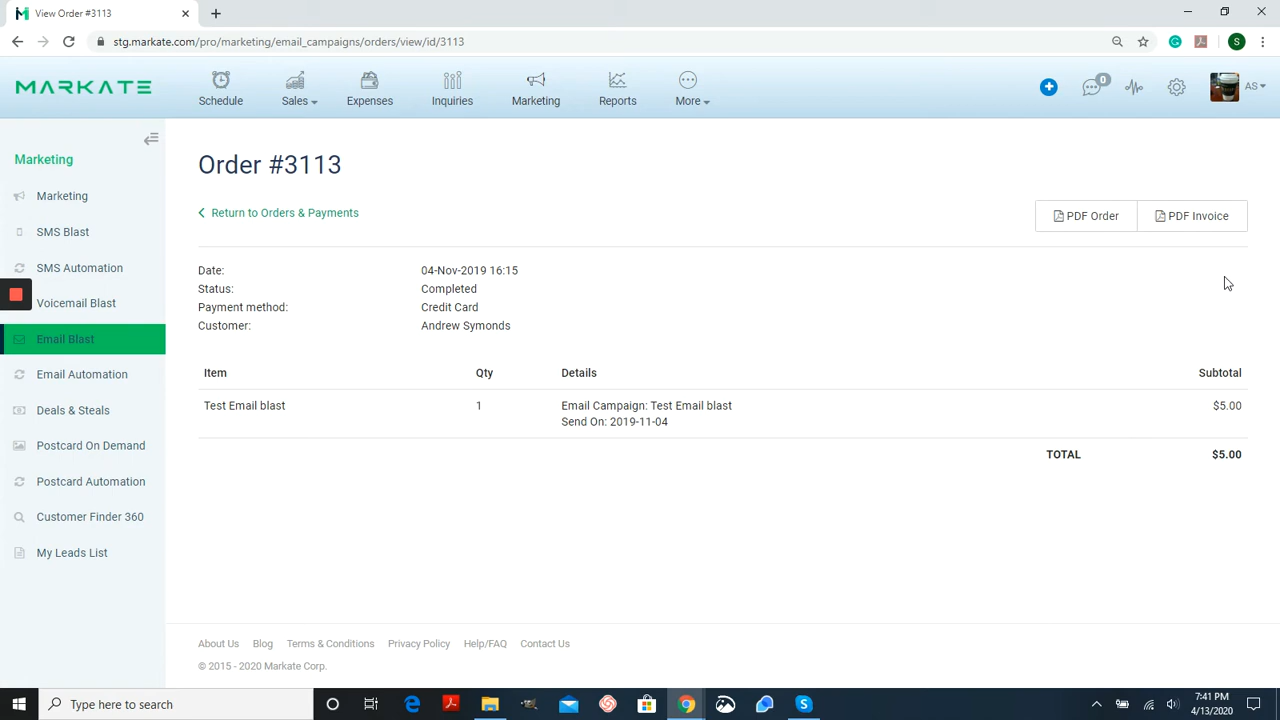 View Order #3113
stg.markate.com/pro/marketing/email_campaigns/orders/view/id/3113
S
MARKATE
Schedule
Sales
Expenses
Inquiries
Marketing
Reports
More
0
AS
Marketing
Marketing
SMS Blast
SMS Automation
Voicemail Blast
Email Blast
Email Automation
Deals & Steals
Postcard On Demand
Postcard Automation
Customer Finder 360
My Leads List
Order #3113
Return to Orders & Payments
PDF Order
PDF Invoice
Date: 04-Nov-2019 16:15
Status: Completed
Payment method: Credit Card
Customer: Andrew Symonds
Item Qty Details Subtotal
Test Email blast 1 Email Campaign: Test Email blast $5.00
Send On: 2019-11-04
TOTAL $5.00
About Us Blog Terms & Conditions Privacy Policy Help/FAQ Contact Us
© 2015 - 2020 Markate Corp.
Type here to search
7:41 PM
4/13/2020